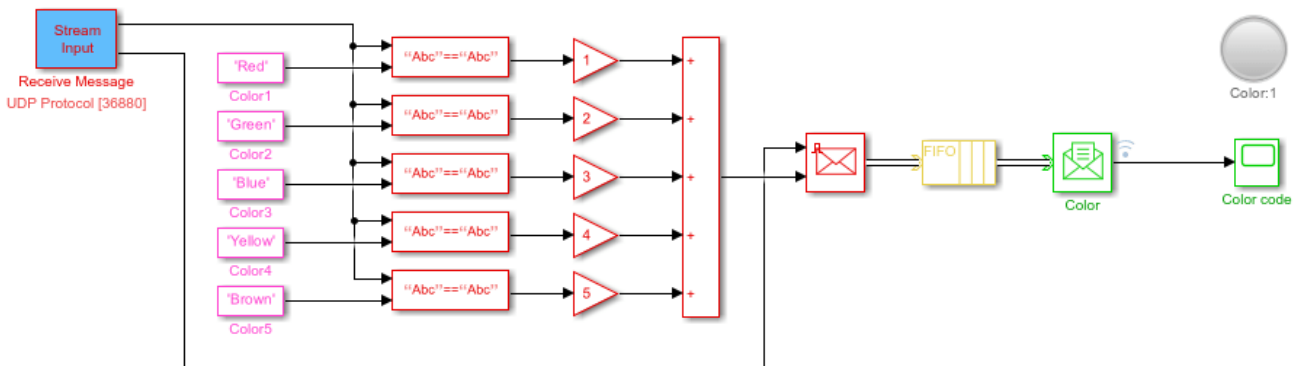 Stream
Input
Receive Message
UDP Protocol [36880]
'Red'
Color1
'Green'
Color2
'Blue'
Color3
'Yellow'
Color4
'Brown'
Color5
“Abc”==“Abc”
“Abc”==“Abc”
“Abc”==“Abc”
“Abc”==“Abc”
“Abc”==“Abc”
1
2
3
4
5
+
+
+
+
+
FIFO
Color
Color:1
Color code